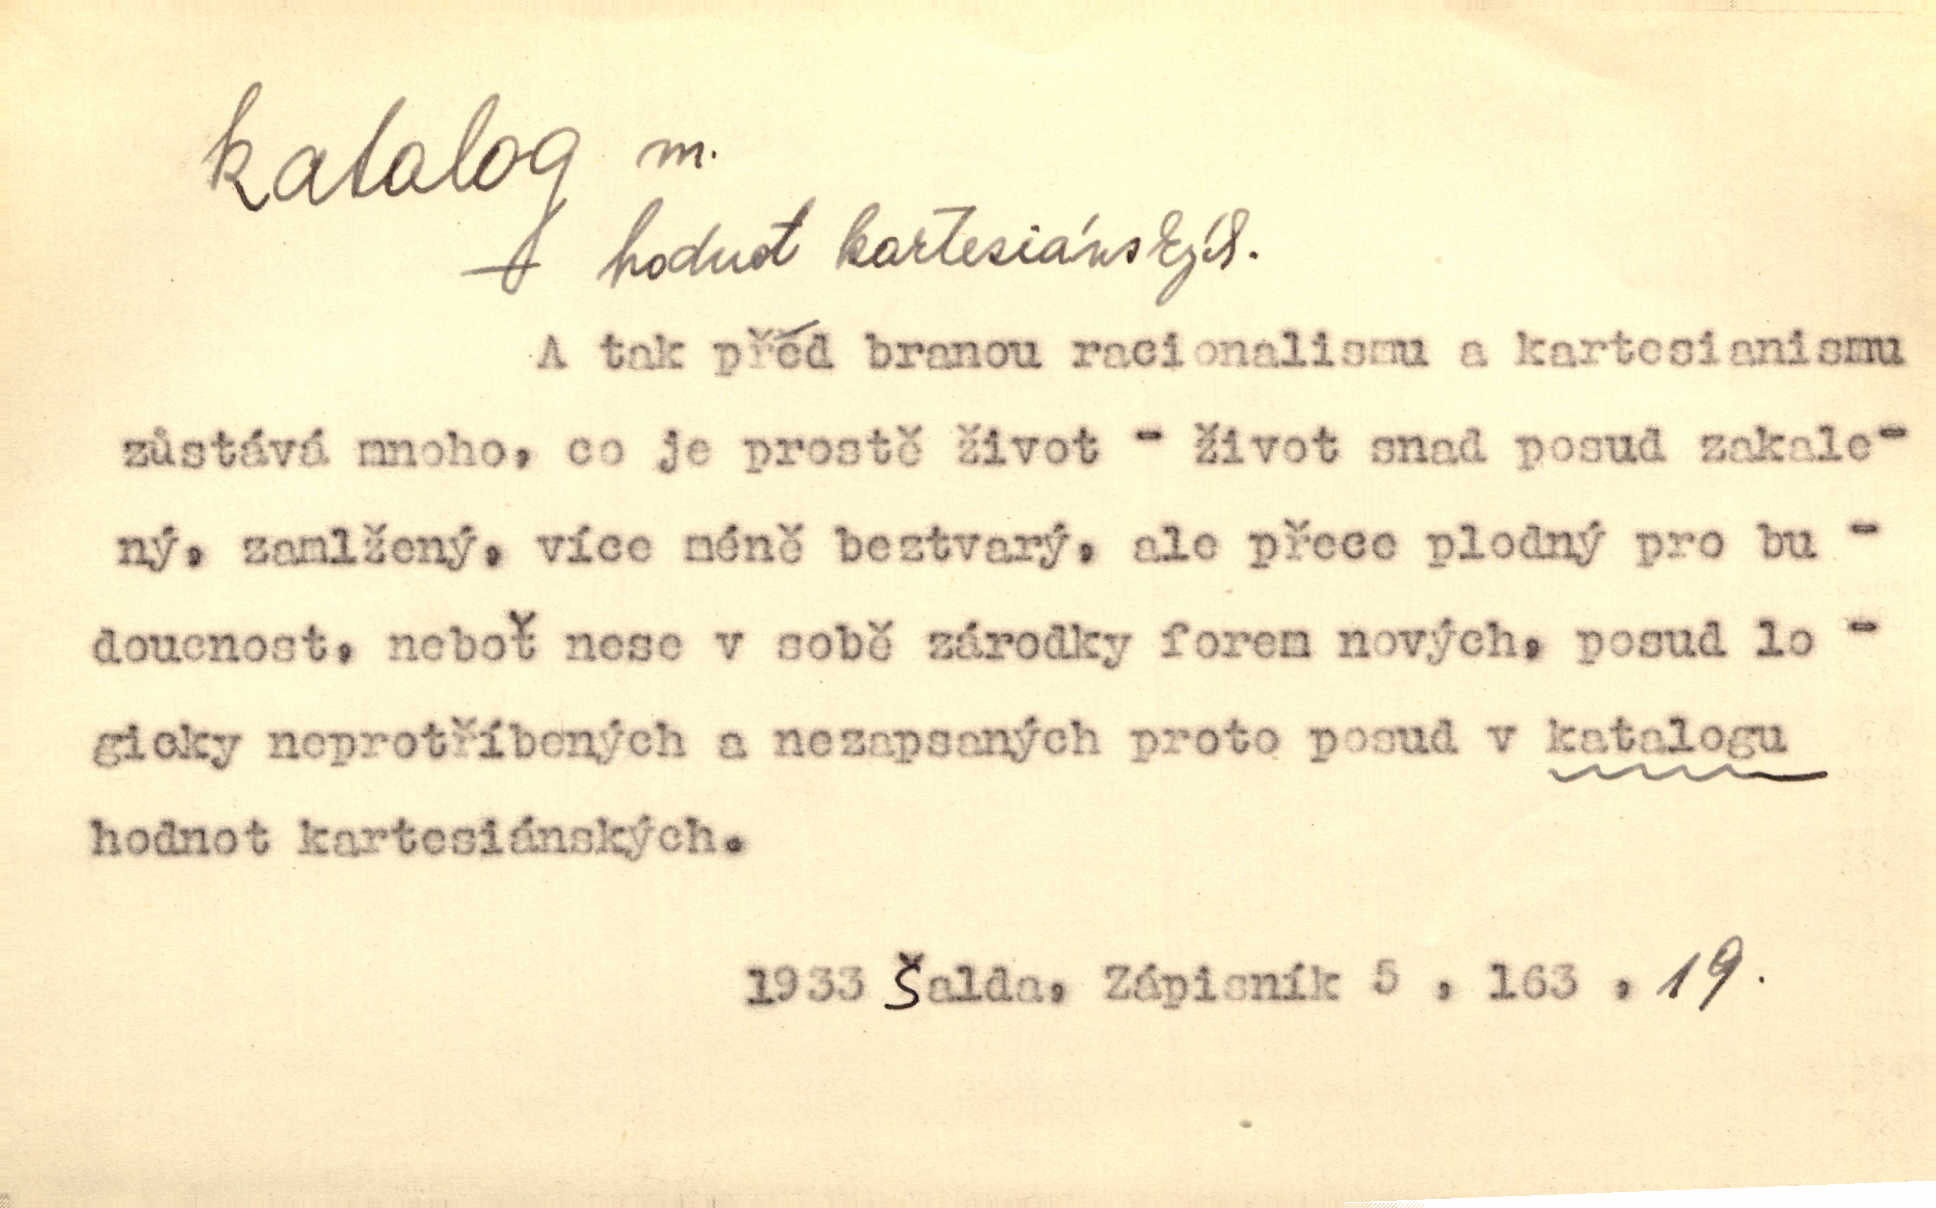 katalog m.
hodnot kartesiánských.
A tak před branou racionalismu a kartesianismu
zůstává mnoho, co je prostě život - život snad posud zakale-
ný, zamlžený, více méně beztvarý, ale přece plodný pro bu -
doucnost, neboť nese v sobě zárodky forem nových, posud lo -
gicky neprotříbených a nezapsaných proto posud v katalogu
hodnot kartesiánských.
1933 Šalda, Zápisník 5 , 163 , 19.